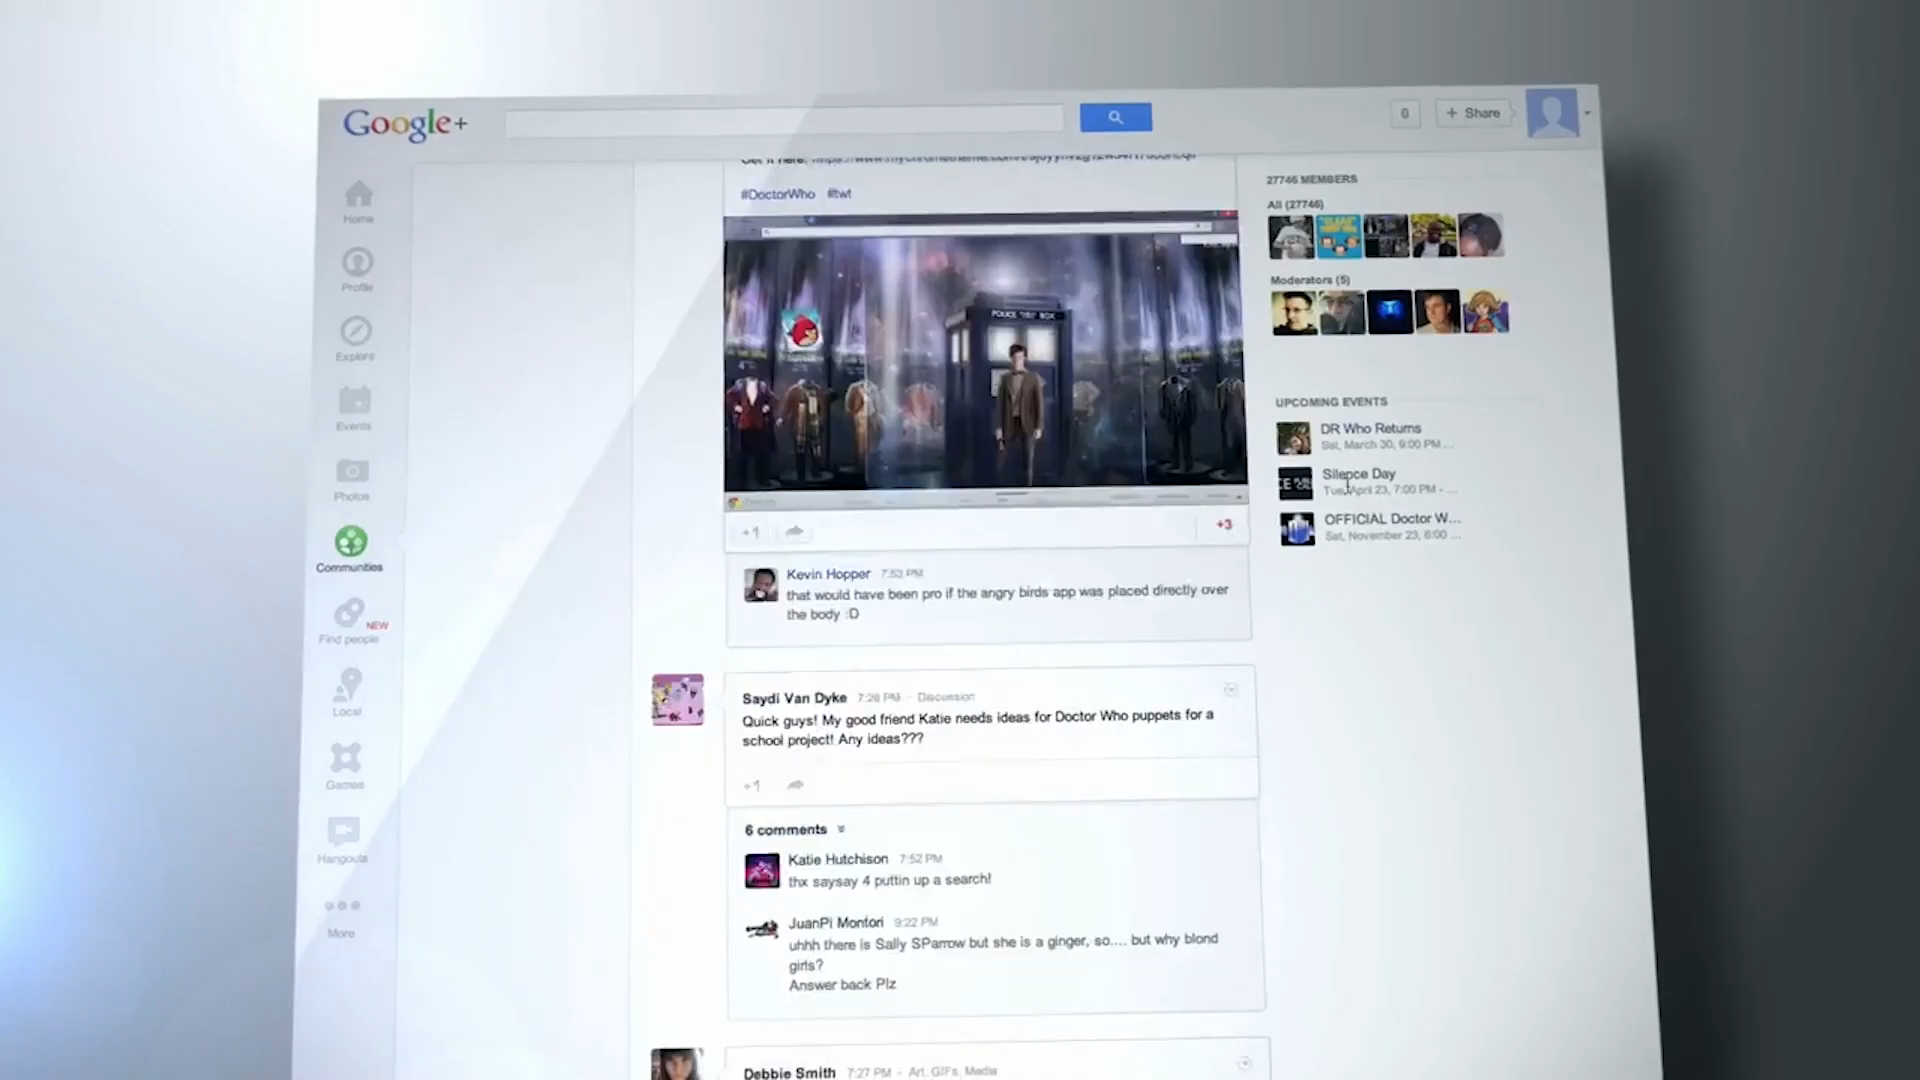 Google+
0
+ Share
Home
Profile
Explore
Events
Photos
Communities
Find people
NEW
Local
Games
Hangouts
More
Get it here:
#DoctorWho #twt
POLICE BOX
+1
+3
Kevin Hopper 7:53 PM
that would have been pro if the angry birds app was placed directly over
the body :D
Saydi Van Dyke 7:26 PM · Discussion
Quick guys! My good friend Katie needs ideas for Doctor Who puppets for a
school project! Any ideas???
+1
6 comments
Katie Hutchison 7:52 PM
thx saysay 4 puttin up a search!
JuanPi Montori 9:22 PM
uhhh there is Sally SParrow but she is a ginger, so.... but why blond
girls?
Answer back Plz
Debbie Smith 7:27 PM - Art, GIFs, Media
27746 MEMBERS
All (27746)
Moderators (5)
UPCOMING EVENTS
DR Who Returns
Sat, March 30, 9:00 PM ...
Silence Day
Tue, April 23, 7:00 PM - ...
OFFICIAL Doctor W...
Sat, November 23, 6:00 ...